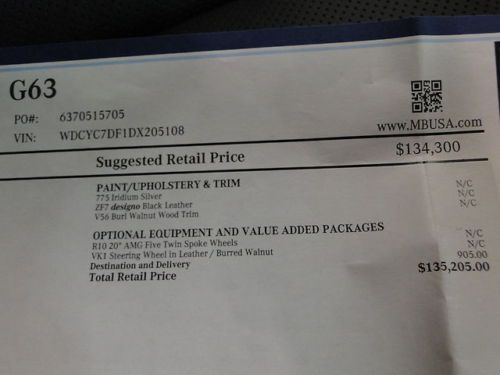 G63
PO#: 6370515705
VIN: WDCYC7DF1DX205108
www.MBUSA.com
Suggested Retail Price $134,300
PAINT/UPHOLSTERY & TRIM
775 Iridium Silver N/C
ZF7 designo Black Leather N/C
V56 Burl Walnut Wood Trim N/C
OPTIONAL EQUIPMENT AND VALUE ADDED PACKAGES
R10 20" AMG Five Twin Spoke Wheels N/C
VK1 Steering Wheel in Leather / Burred Walnut N/C
Destination and Delivery 905.00
Total Retail Price $135,205.00